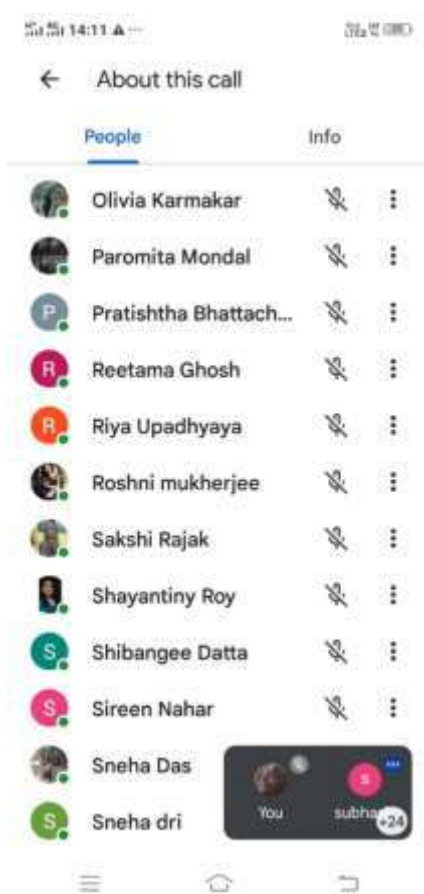 14:11
About this call
People Info
Olivia Karmakar
Paromita Mondal
P Pratishtha Bhattach...
R Reetama Ghosh
R Riya Upadhyaya
Roshni mukherjee
Sakshi Rajak
Shayantiny Roy
S Shibangee Datta
S Sireen Nahar
Sneha Das
S Sneha dri
S
You subha
+24